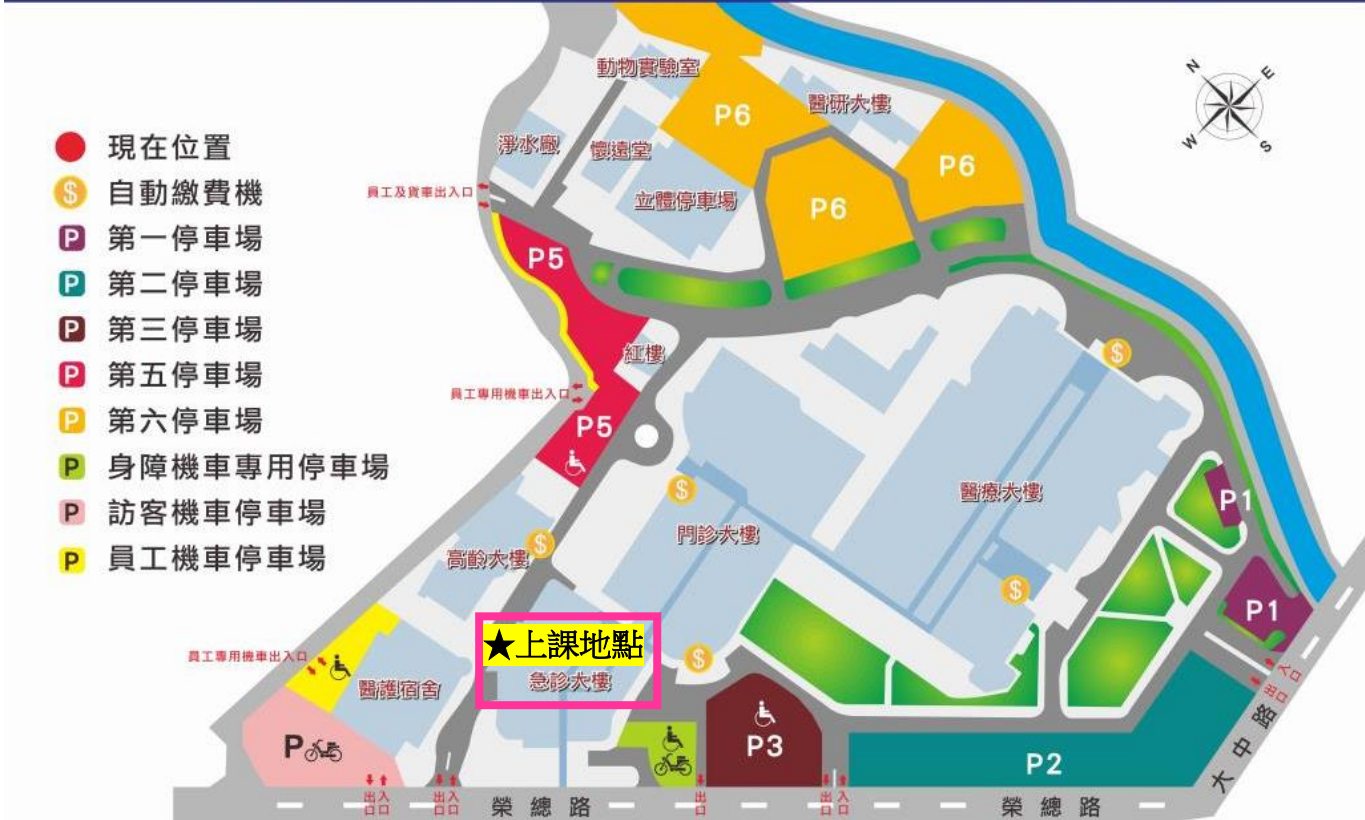 現在位置
$ 自動繳費機
P 第一停車場
P 第二停車場
P 第三停車場
P 第五停車場
P 第六停車場
P 身障機車專用停車場
P 訪客機車停車場
P 員工機車停車場
N
E
W
S
動物實驗室
P6
醫研大樓
淨水廠
懷遠堂
P6
員工及貨車出入口
立體停車場
P6
P5
紅樓
$
員工專用機車出入口
P5
$
醫療大樓
P1
門診大樓
高齡大樓
$
$
P1
★上課地點
$
員工專用機車出入口
急診大樓
醫護宿舍
出口
入口
大中路
P
P3
P2
出口
入口
出口
入口
榮總路
出口
出口
入口
榮總路